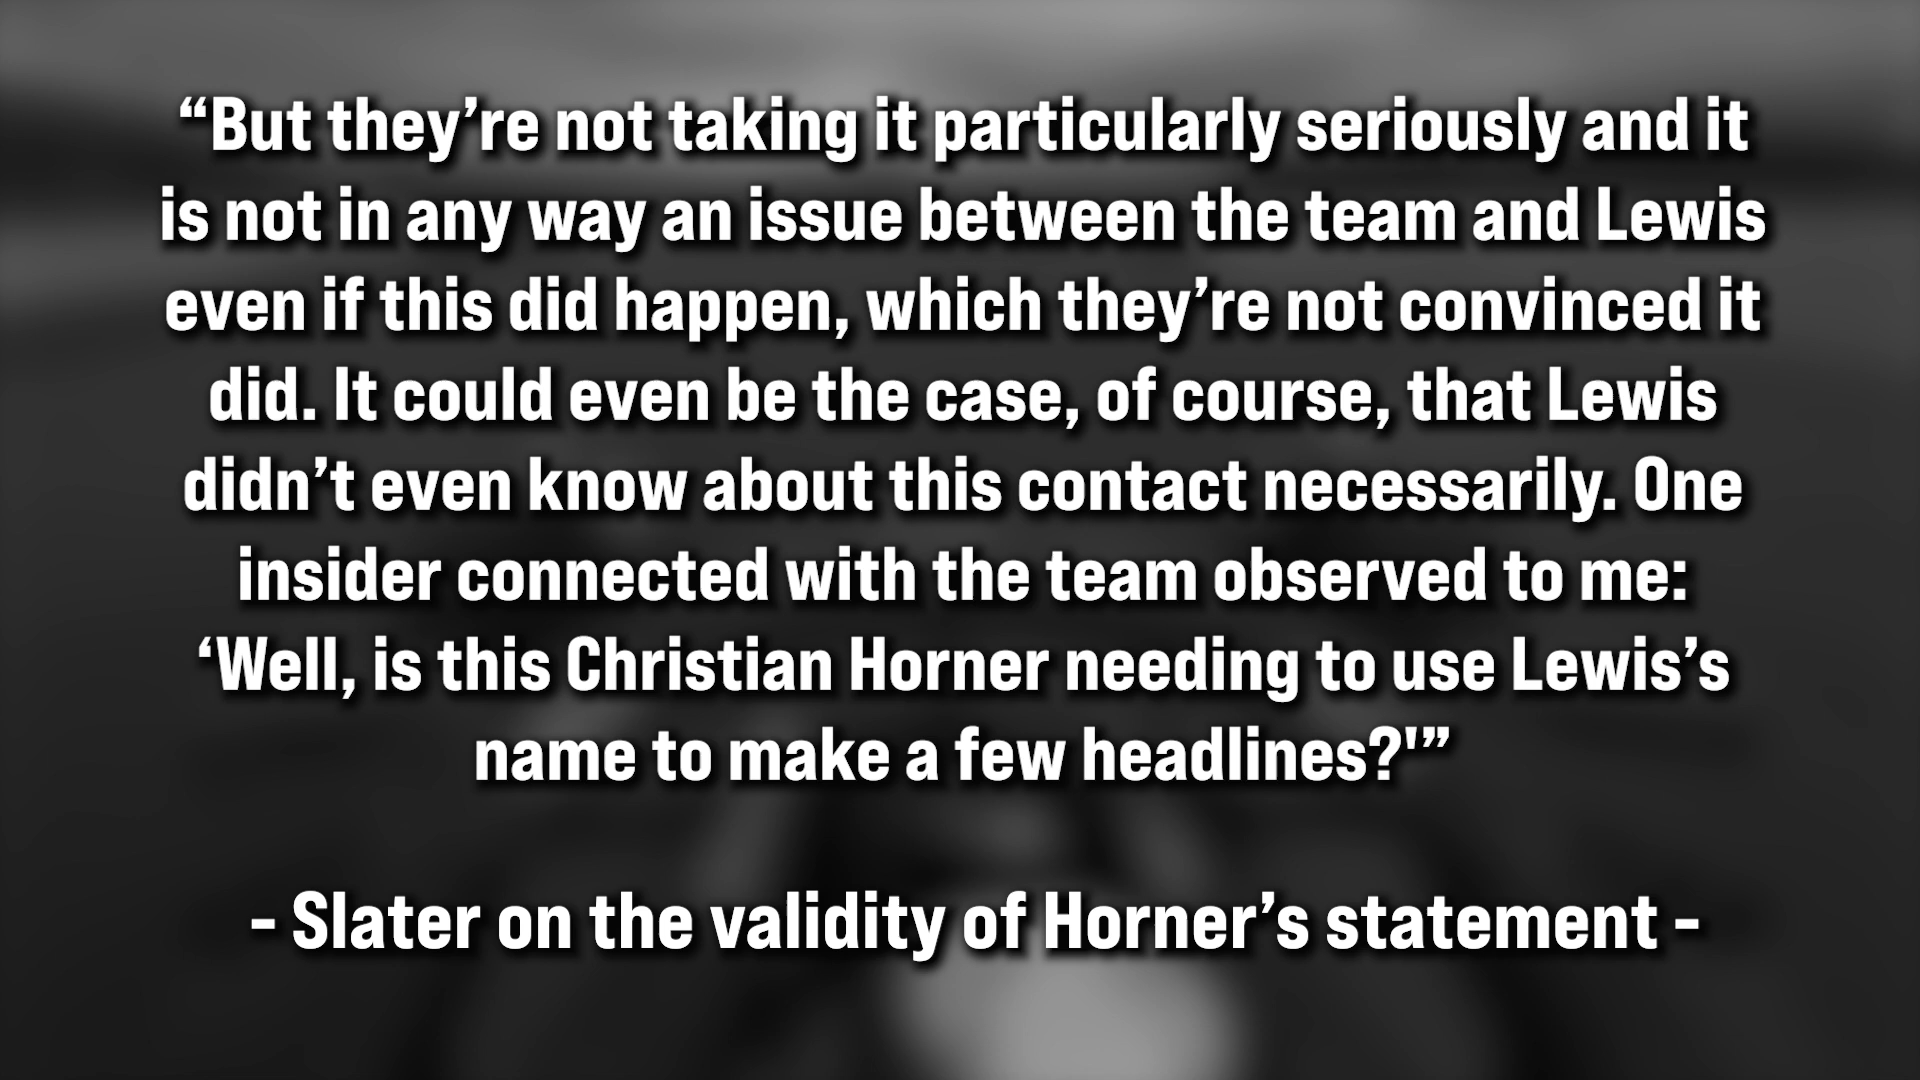 “But they’re not taking it particularly seriously and it
is not in any way an issue between the team and Lewis
even if this did happen, which they’re not convinced it
did. It could even be the case, of course, that Lewis
didn’t even know about this contact necessarily. One
insider connected with the team observed to me:
‘Well, is this Christian Horner needing to use Lewis’s
name to make a few headlines?'”
- Slater on the validity of Horner’s statement -